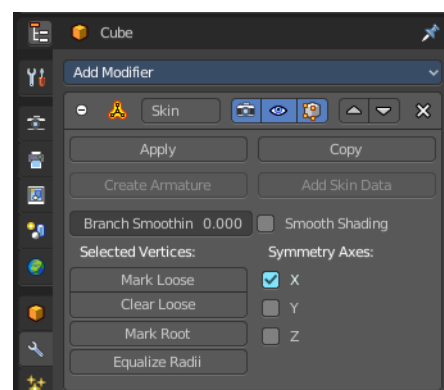 Cube
Add Modifier
Skin
Apply Copy
Create Armature Add Skin Data
Branch Smoothin 0.000 Smooth Shading
Selected Vertices: Symmetry Axes:
Mark Loose X
Clear Loose Y
Mark Root Z
Equalize Radii